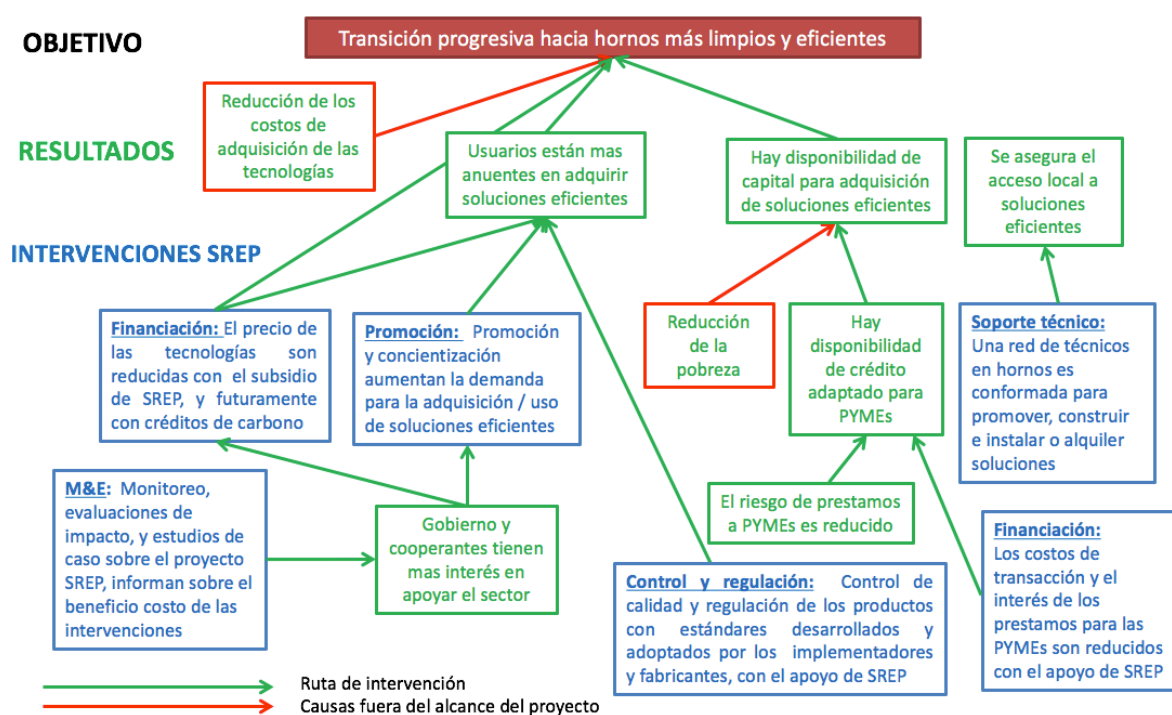 OBJETIVO
Transición progresiva hacia hornos más limpios y eficientes
Reducción de los
costos de
adquisición de las
tecnologías
RESULTADOS
Usuarios están mas
anuentes en adquirir
soluciones eficientes
Hay disponibilidad de
capital para adquisición
de soluciones eficientes
Se asegura el
acceso local a
soluciones
eficientes
INTERVENCIONES SREP
Financiación: El precio de
las tecnologías son
reducidas con el subsidio
de SREP, y futuramente
con créditos de carbono
Promoción: Promoción
y concientización
aumentan la demanda
para la adquisición / uso
de soluciones eficientes
Reducción
de la
pobreza
Hay
disponibilidad
de crédito
adaptado para
PYMEs
Soporte técnico:
Una red de técnicos
en hornos es
conformada para
promover, construir
e instalar o alquiler
soluciones
M&E: Monitoreo,
evaluaciones de
impacto, y estudios de
caso sobre el proyecto
SREP, informan sobre el
beneficio costo de las
intervenciones
Gobierno y
cooperantes tienen
mas interés en
apoyar el sector
El riesgo de prestamos
a PYMEs es reducido
Control y regulación: Control de
calidad y regulación de los productos
con estándares desarrollados y
adoptados por los implementadores
y fabricantes, con el apoyo de SREP
Financiación:
Los costos de
transacción y el
interés de los
prestamos para las
PYMEs son reducidos
con el apoyo de SREP
Ruta de intervención
Causas fuera del alcance del proyecto